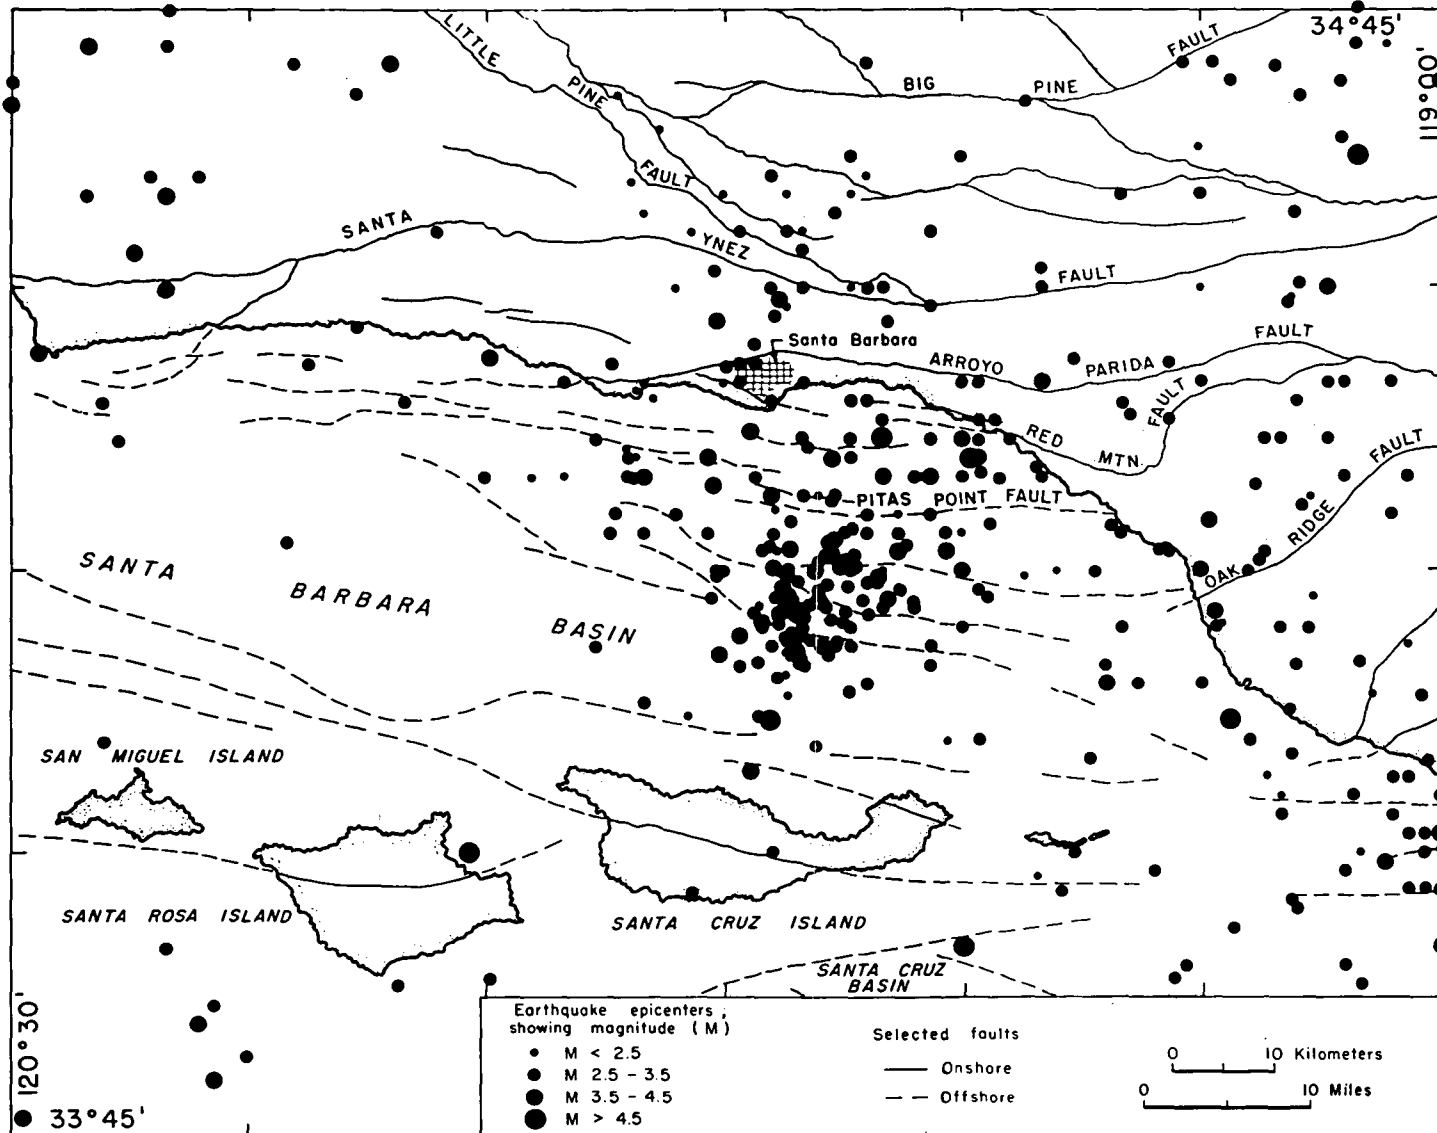 34°45'
119°00'
LITTLE
PINE
FAULT
BIG
PINE
FAULT
SANTA
YNEZ
FAULT
Santa Barbara
ARROYO
PARIDA
FAULT
RED
MTN.
FAULT
PITAS POINT FAULT
OAK
RIDGE
FAULT
SANTA
BARBARA
BASIN
SAN MIGUEL ISLAND
SANTA ROSA ISLAND
SANTA CRUZ ISLAND
SANTA CRUZ
BASIN
120°30'
33°45'
Earthquake epicenters,
showing magnitude (M)
M < 2.5
M 2.5 - 3.5
M 3.5 - 4.5
M > 4.5
Selected faults
Onshore
Offshore
0 10 Kilometers
0 10 Miles